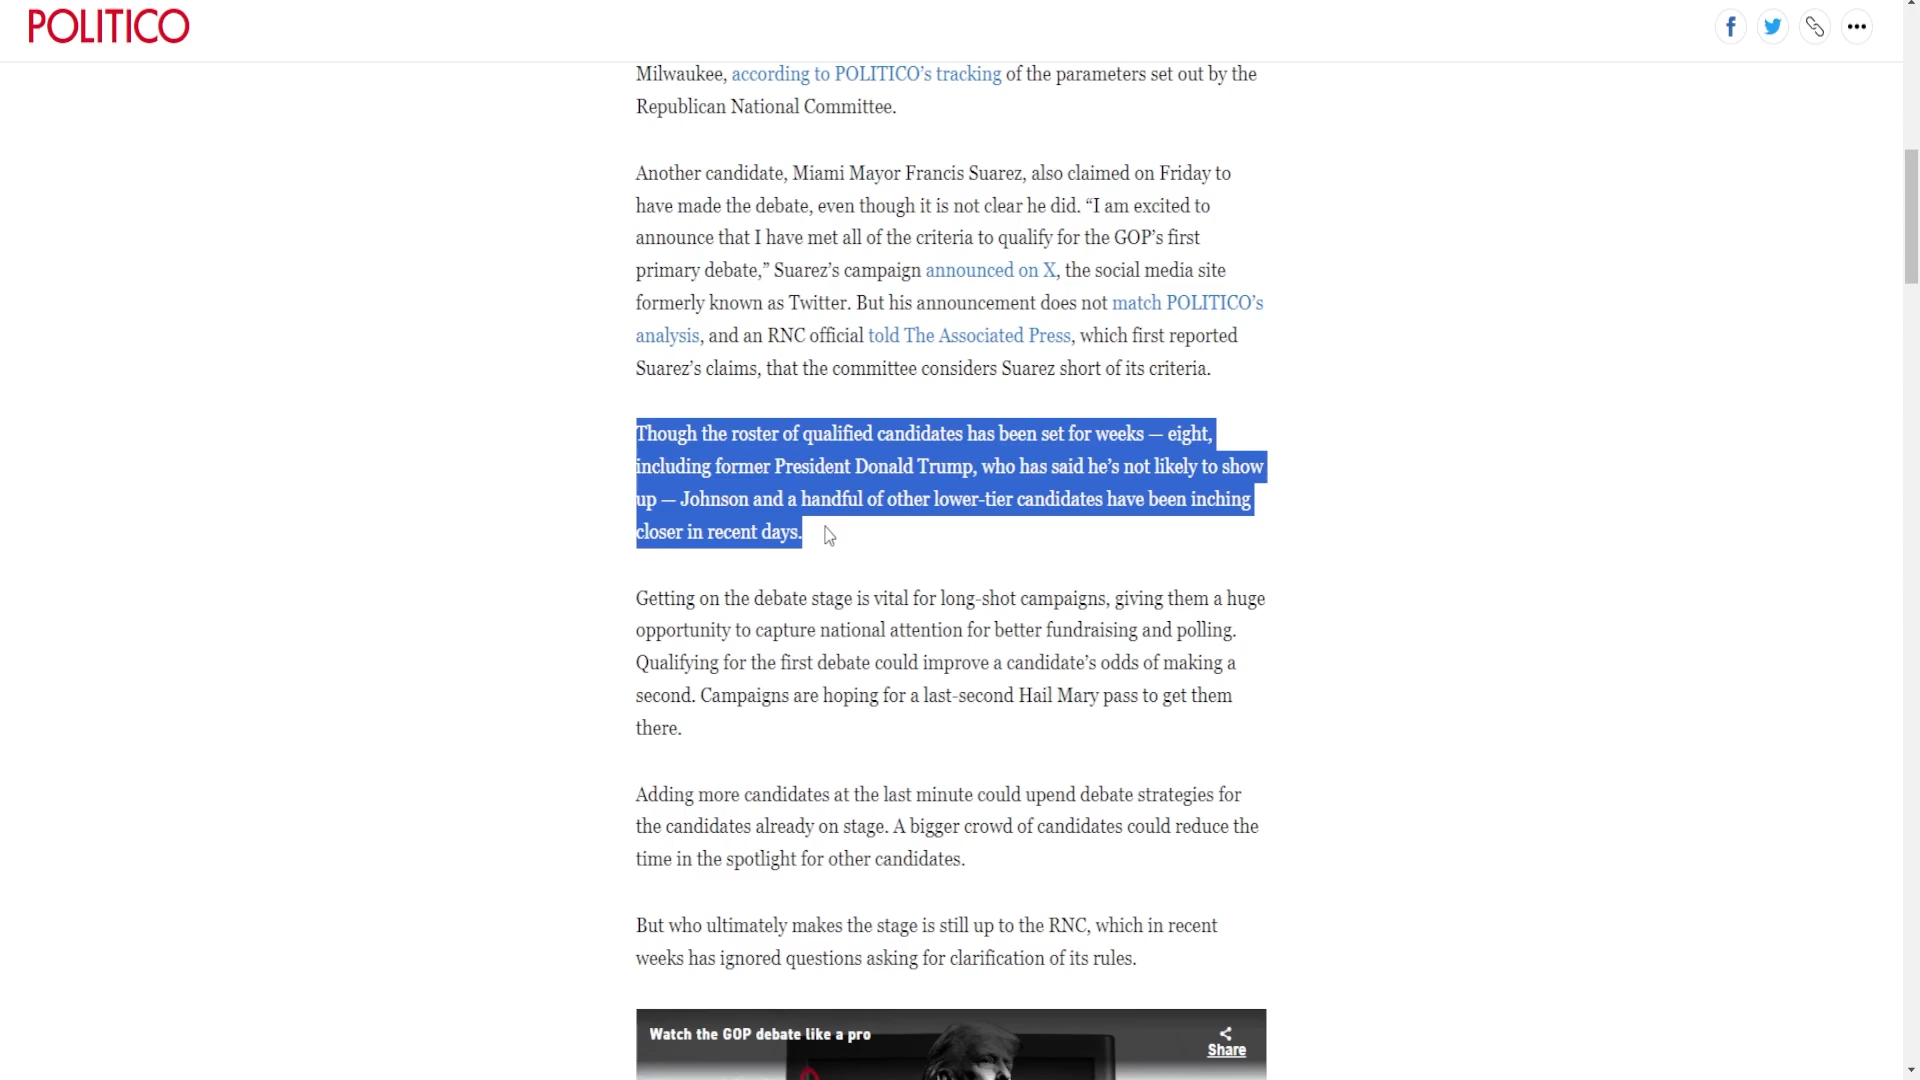 POLITICO
Milwaukee, according to POLITICO’s tracking of the parameters set out by the
Republican National Committee.
Another candidate, Miami Mayor Francis Suarez, also claimed on Friday to
have made the debate, even though it is not clear he did. “I am excited to
announce that I have met all of the criteria to qualify for the GOP’s first
primary debate,” Suarez’s campaign announced on X, the social media site
formerly known as Twitter. But his announcement does not match POLITICO’s
analysis, and an RNC official told The Associated Press, which first reported
Suarez’s claims, that the committee considers Suarez short of its criteria.
Though the roster of qualified candidates has been set for weeks — eight,
including former President Donald Trump, who has said he’s not likely to show
up — Johnson and a handful of other lower-tier candidates have been inching
closer in recent days.
Getting on the debate stage is vital for long-shot campaigns, giving them a huge
opportunity to capture national attention for better fundraising and polling.
Qualifying for the first debate could improve a candidate’s odds of making a
second. Campaigns are hoping for a last-second Hail Mary pass to get them
there.
Adding more candidates at the last minute could upend debate strategies for
the candidates already on stage. A bigger crowd of candidates could reduce the
time in the spotlight for other candidates.
But who ultimately makes the stage is still up to the RNC, which in recent
weeks has ignored questions asking for clarification of its rules.
Watch the GOP debate like a pro
Share